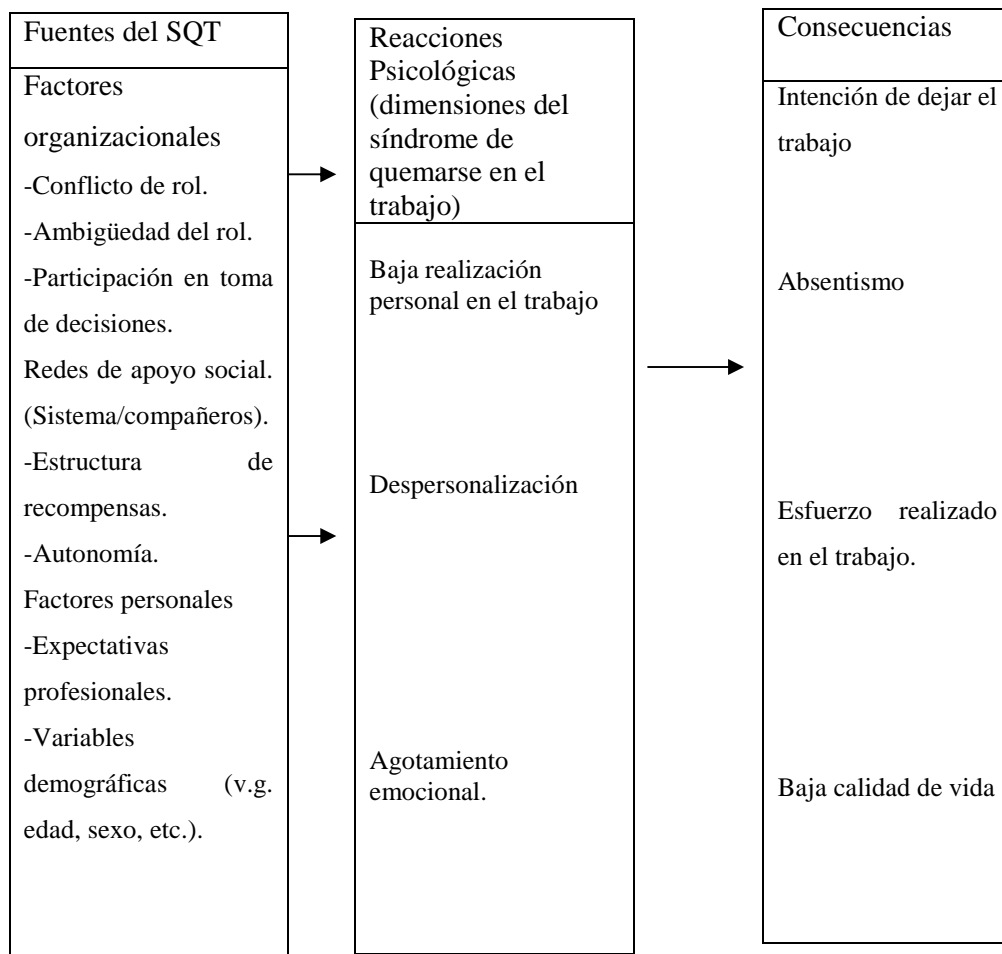 Fuentes del SQT
Factores
organizacionales
-Conflicto de rol.
-Ambigüedad del rol.
-Participación en toma
de decisiones.
Redes de apoyo social.
(Sistema/compañeros).
-Estructura de
recompensas.
-Autonomía.
Factores personales
-Expectativas
profesionales.
-Variables
demográficas (v.g.
edad, sexo, etc.).
Reacciones
Psicológicas
(dimensiones del
síndrome de
quemarse en el
trabajo)
Baja realización
personal en el trabajo
Despersonalización
Agotamiento
emocional.
Consecuencias
Intención de dejar el
trabajo
Absentismo
Esfuerzo realizado
en el trabajo.
Baja calidad de vida